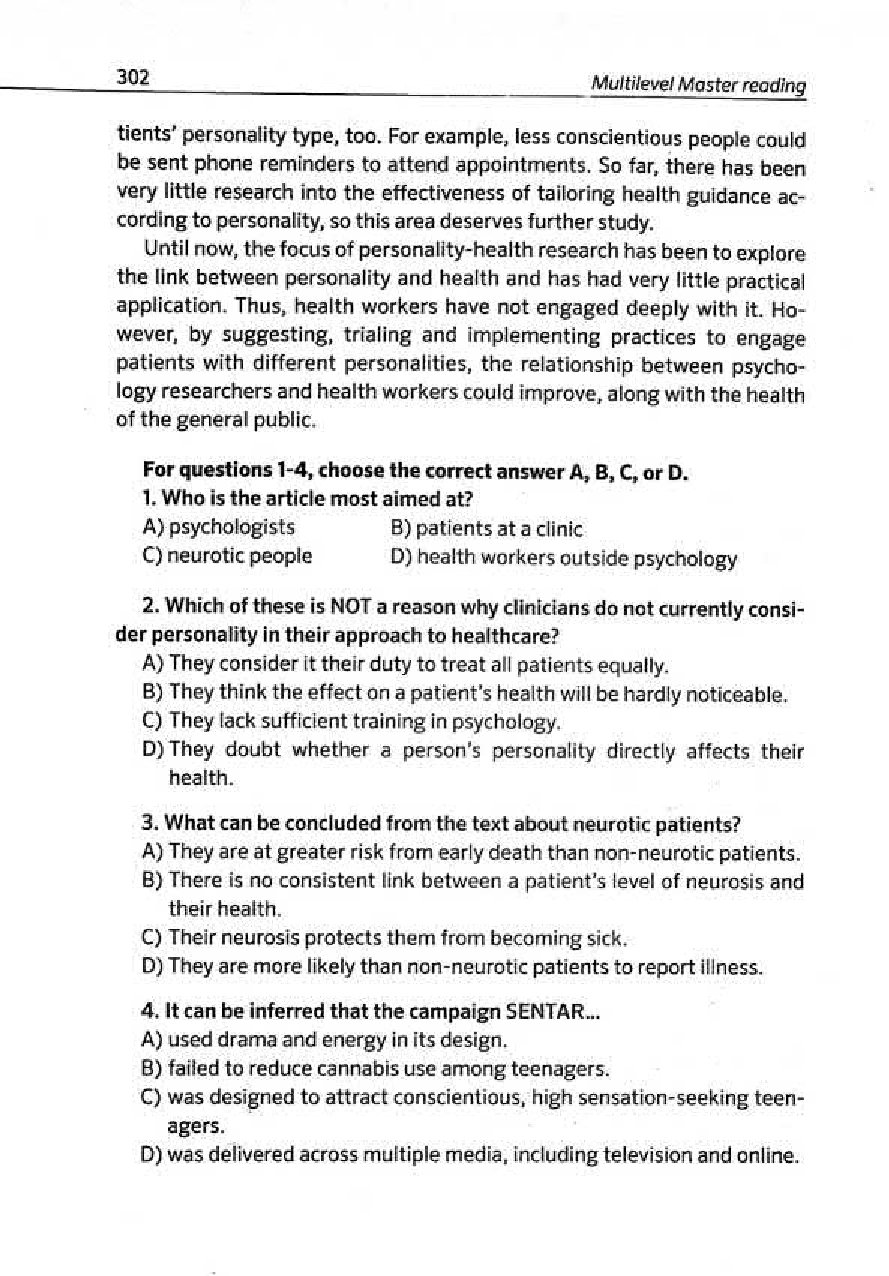 302
Multilevel Master reading
tients' personality type, too. For example, less conscientious people could
be sent phone reminders to attend appointments. So far, there has been
very little research into the effectiveness of tailoring health guidance ac-
cording to personality, so this area deserves further study.
Until now, the focus of personality-health research has been to explore
the link between personality and health and has had very little practical
application. Thus, health workers have not engaged deeply with it. Ho-
wever, by suggesting, trialing and implementing practices to engage
patients with different personalities, the relationship between psycho-
logy researchers and health workers could improve, along with the health
of the general public.
For questions 1-4, choose the correct answer A, B, C, or D.
1. Who is the article most aimed at?
A) psychologists B) patients at a clinic
C) neurotic people D) health workers outside psychology
2. Which of these is NOT a reason why clinicians do not currently consi-
der personality in their approach to healthcare?
A) They consider it their duty to treat all patients equally.
B) They think the effect on a patient's health will be hardly noticeable.
C) They lack sufficient training in psychology.
D) They doubt whether a person's personality directly affects their
health.
3. What can be concluded from the text about neurotic patients?
A) They are at greater risk from early death than non-neurotic patients.
B) There is no consistent link between a patient's level of neurosis and
their health.
C) Their neurosis protects them from becoming sick.
D) They are more likely than non-neurotic patients to report illness.
4. It can be inferred that the campaign SENTAR...
A) used drama and energy in its design.
B) failed to reduce cannabis use among teenagers.
C) was designed to attract conscientious, high sensation-seeking teen-
agers.
D) was delivered across multiple media, including television and online.